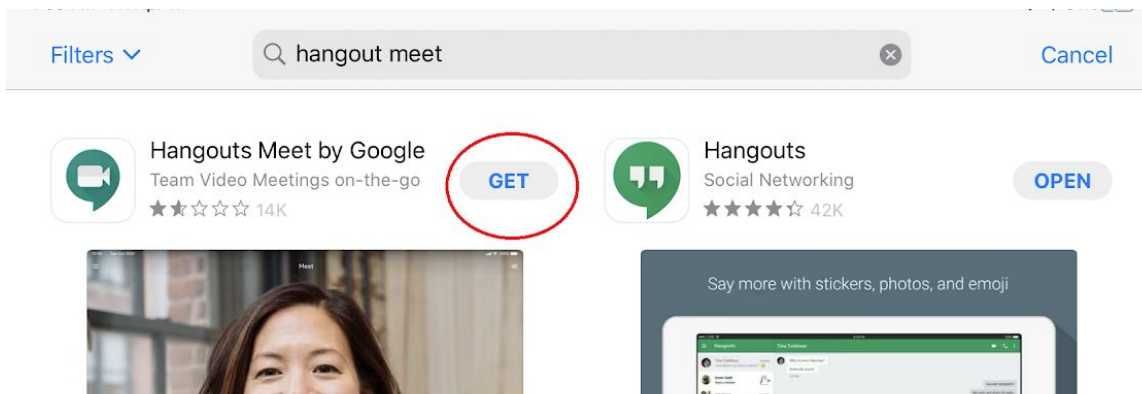 Filters
hangout meet
Cancel
Hangouts Meet by Google
Team Video Meetings on-the-go
14K
GET
Hangouts
Social Networking
42K
OPEN
Meet
Say more with stickers, photos, and emoji
Hangouts